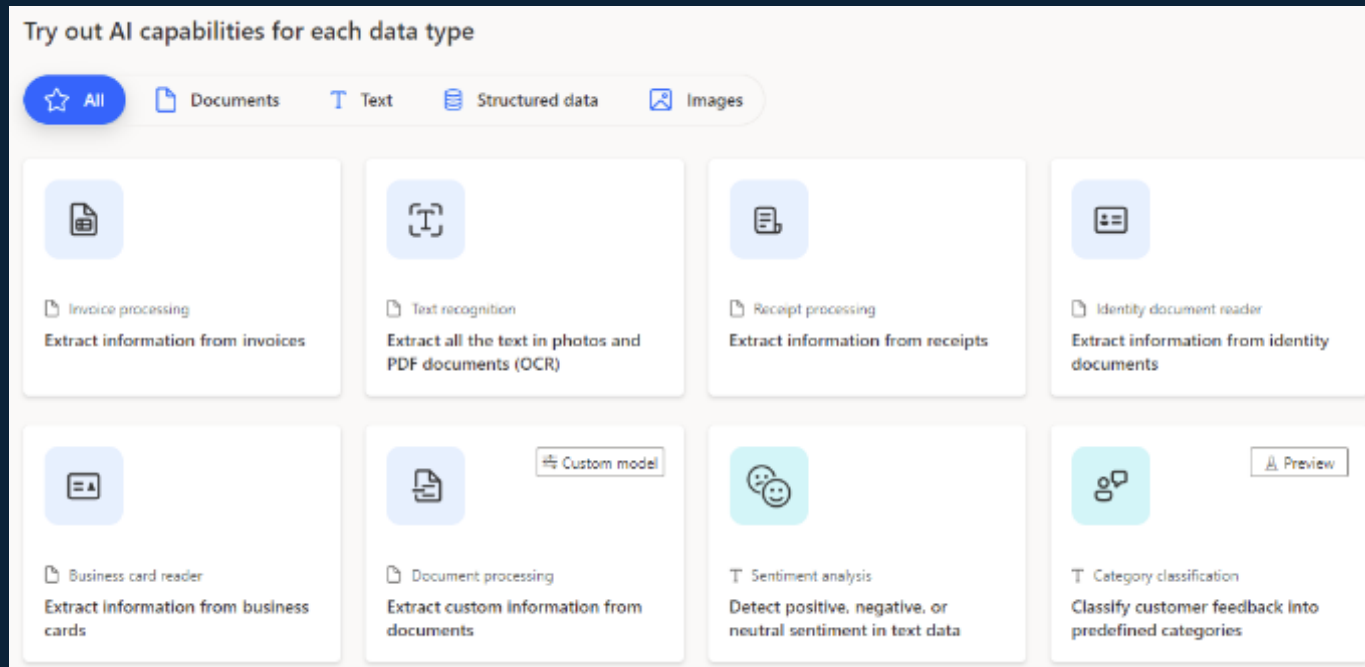 Try out AI capabilities for each data type
All
Documents
Text
Structured data
Images
Invoice processing
Extract information from invoices
Text recognition
Extract all the text in photos and
PDF documents (OCR)
Receipt processing
Extract information from receipts
Identity document reader
Extract information from identity
documents
Business card reader
Extract information from business
cards
Custom model
Document processing
Extract custom information from
documents
Sentiment analysis
Detect positive, negative, or
neutral sentiment in text data
Preview
Category classification
Classify customer feedback into
predefined categories